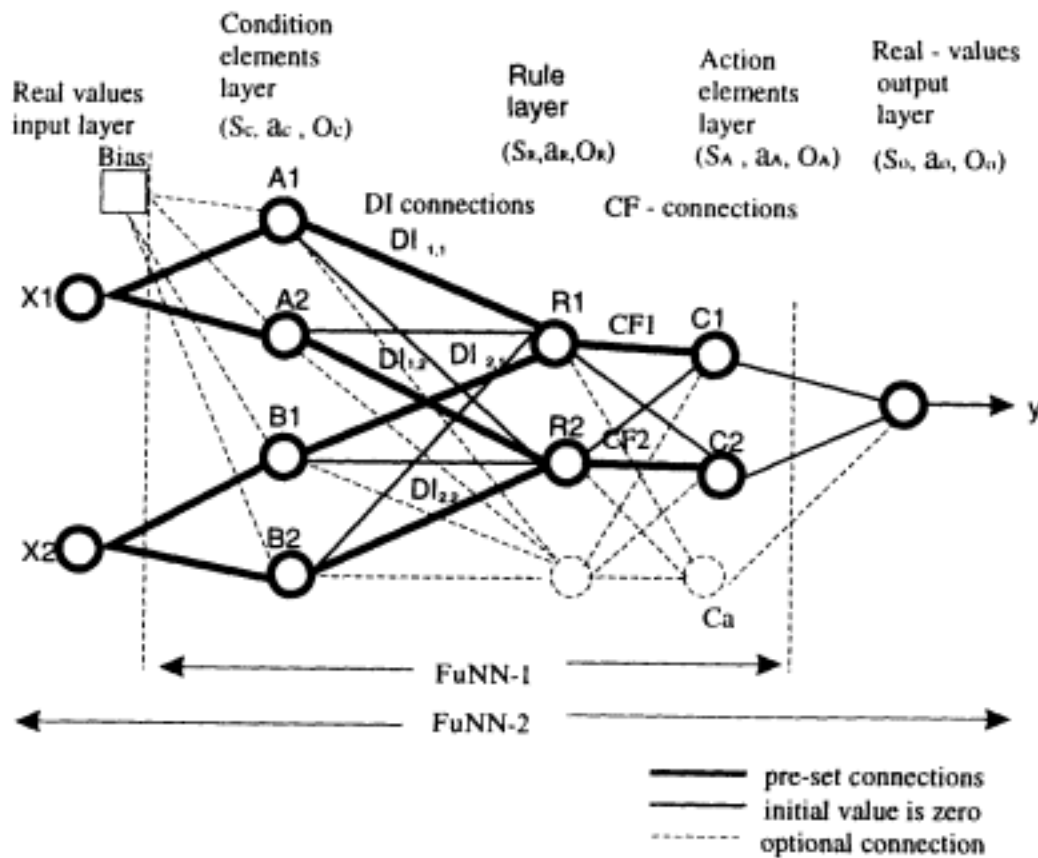 Real values
input layer
Bias
Condition
elements
layer
(Sc, ac, Oc)
Rule
layer
(SR,aR,OR)
Action
elements
layer
(SA, aA, OA)
Real - values
output
layer
(So, ao, Oo)
DI connections
CF - connections
A1
DI 1,1
X1
A2
R1
CF1
C1
DI1,2
DI 2,1
y
B1
R2
CF2
C2
DI2,2
X2
B2
Ca
FuNN-1
FuNN-2
pre-set connections
initial value is zero
optional connection